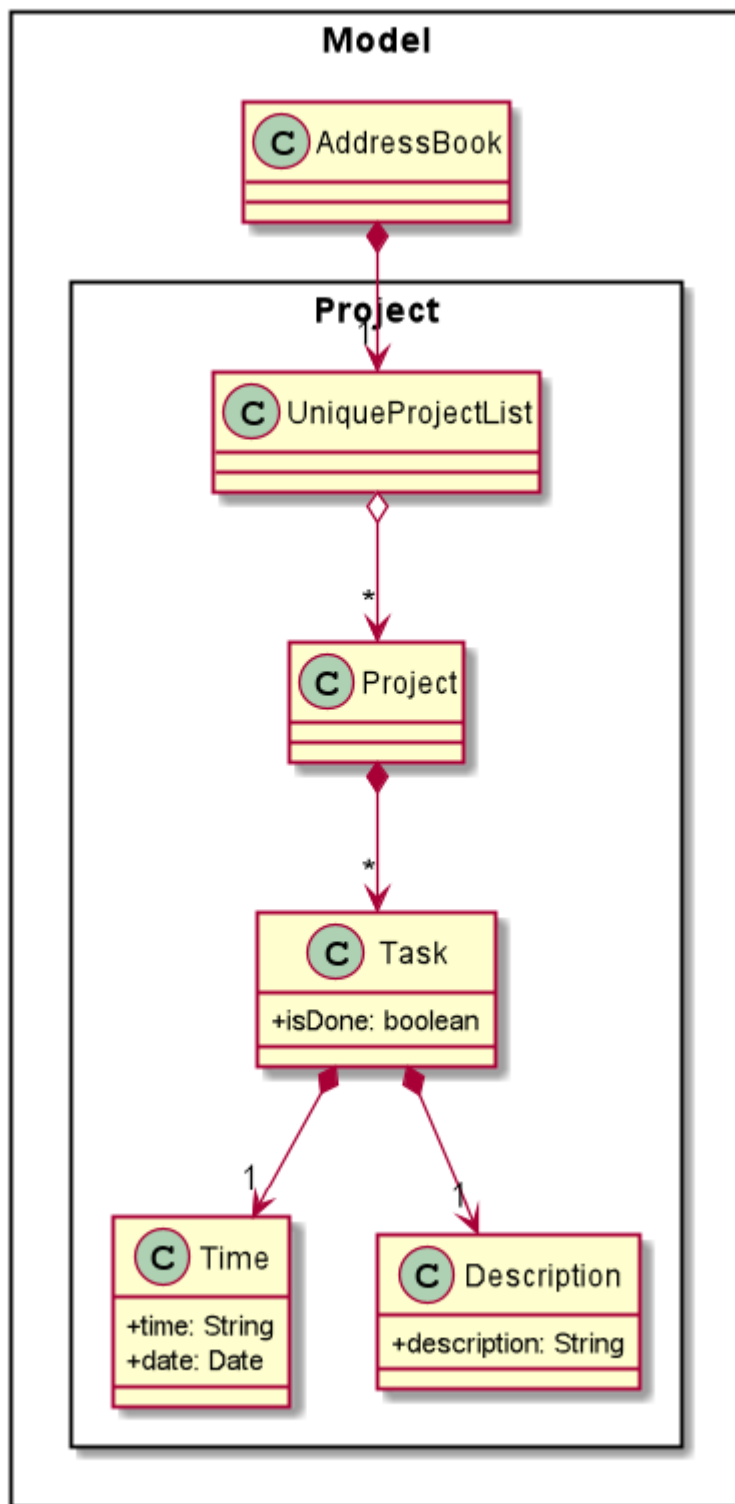 Model
C AddressBook
Project
1
C UniqueProjectList
*
C Project
*
C Task
+isDone: boolean
1
1
C Time
+time: String
+date: Date
C Description
+description: String